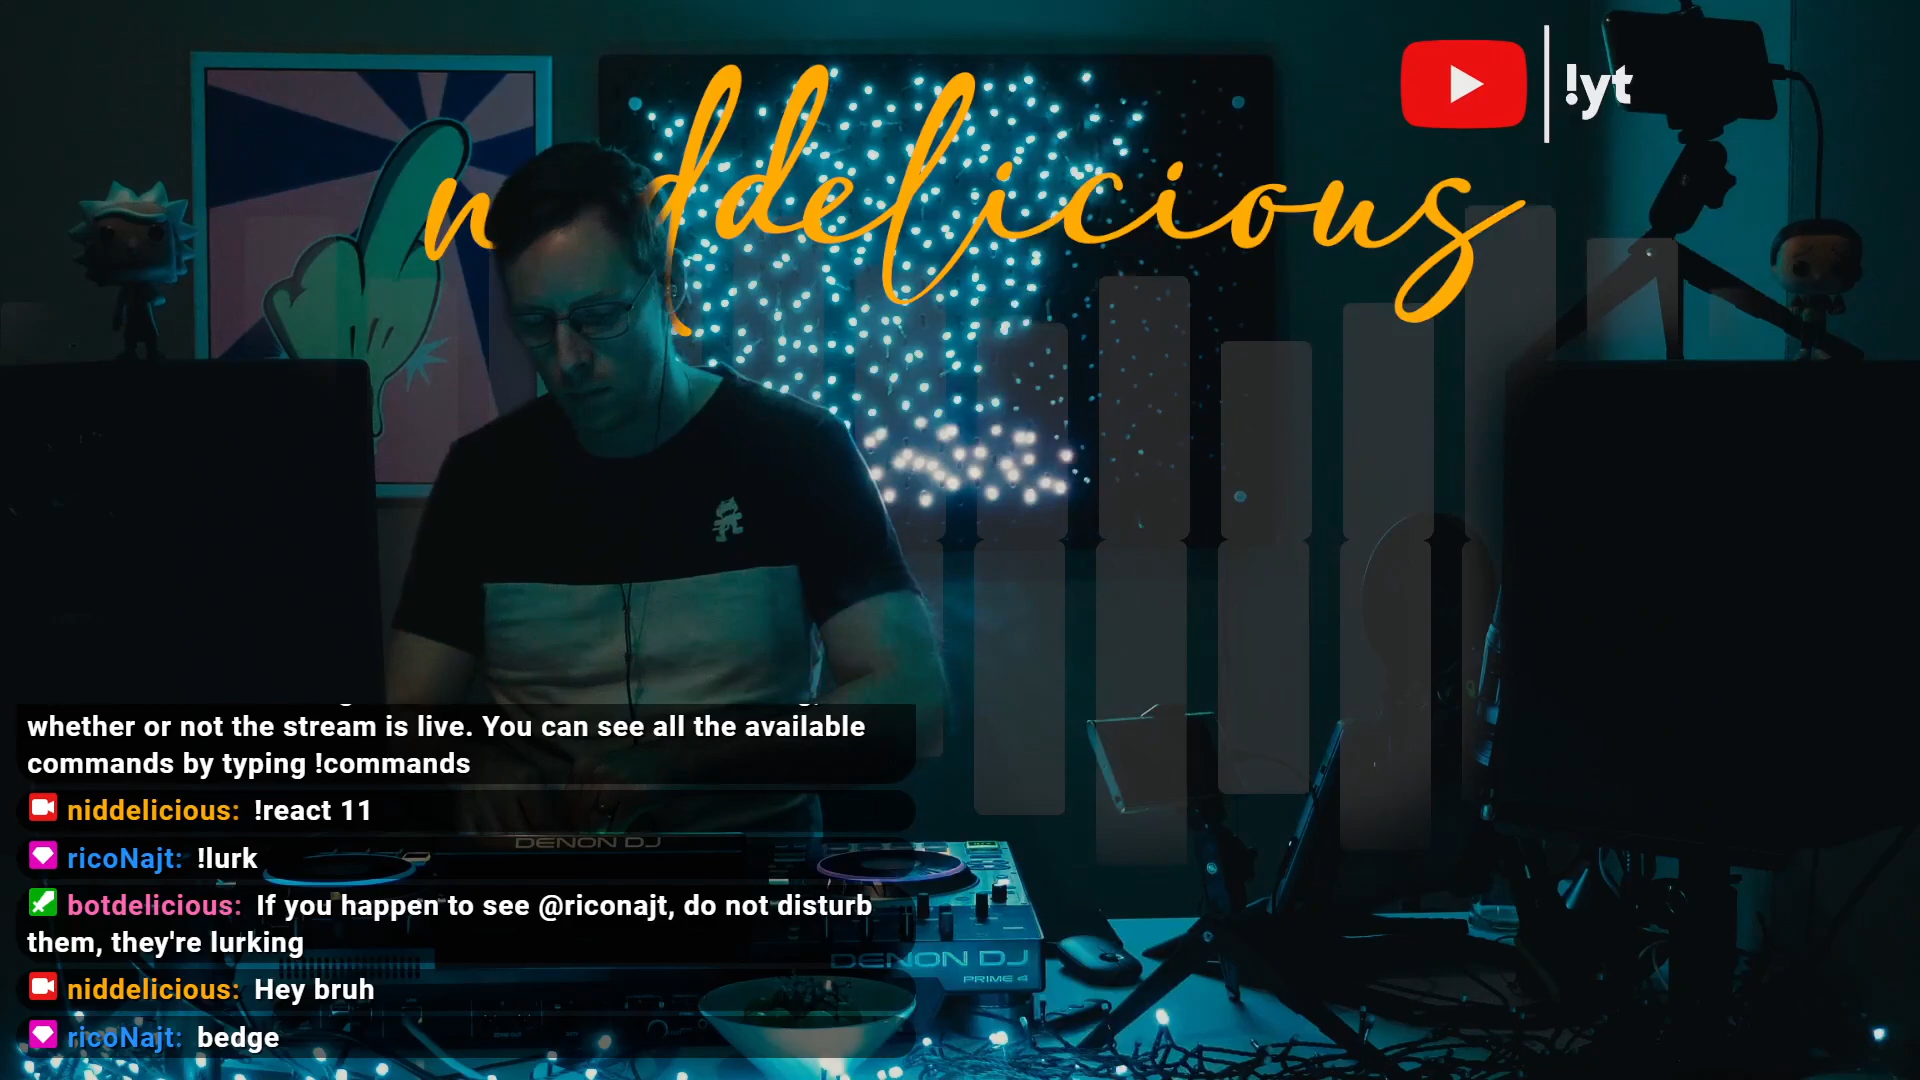 niddelicious
!yt
whether or not the stream is live. You can see all the available
commands by typing !commands
niddelicious: !react 11
ricoNajt: !lurk
DENON DJ
botdelicious: If you happen to see @riconajt, do not disturb
them, they're lurking
DENON DJ
PRIME 4
niddelicious: Hey bruh
ricoNajt: bedge